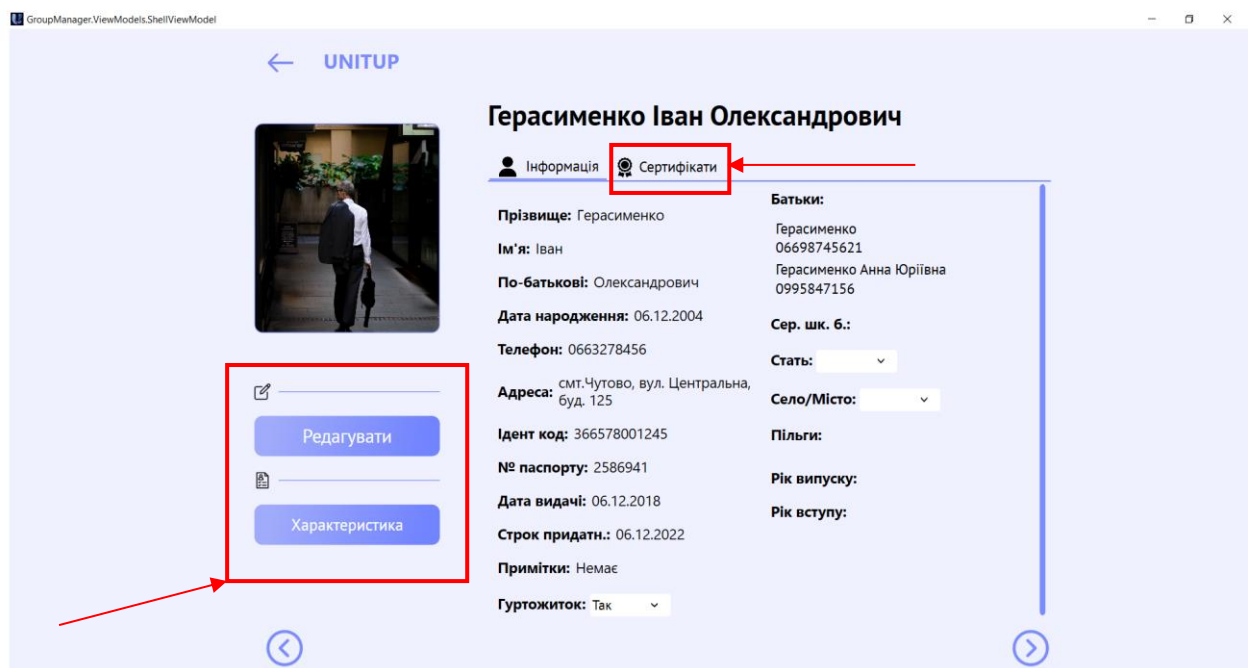 GroupManager.ViewModels.ShellViewModel
UNITUP
Герасименко Іван Олександрович
Інформація
Сертифікати
Прізвище: Герасименко
Ім'я: Іван
По-батькові: Олександрович
Дата народження: 06.12.2004
Телефон: 0663278456
Адреса: смт.Чутово, вул. Центральна,
буд. 125
Ідент код: 366578001245
№ паспорту: 2586941
Дата видачі: 06.12.2018
Строк придатн.: 06.12.2022
Примітки: Немає
Гуртожиток: Так
Батьки:
Герасименко
06698745621
Герасименко Анна Юріївна
0995847156
Сер. шк. б.:
Стать:
Село/Місто:
Пільги:
Рік випуску:
Рік вступу:
Редагувати
Характеристика